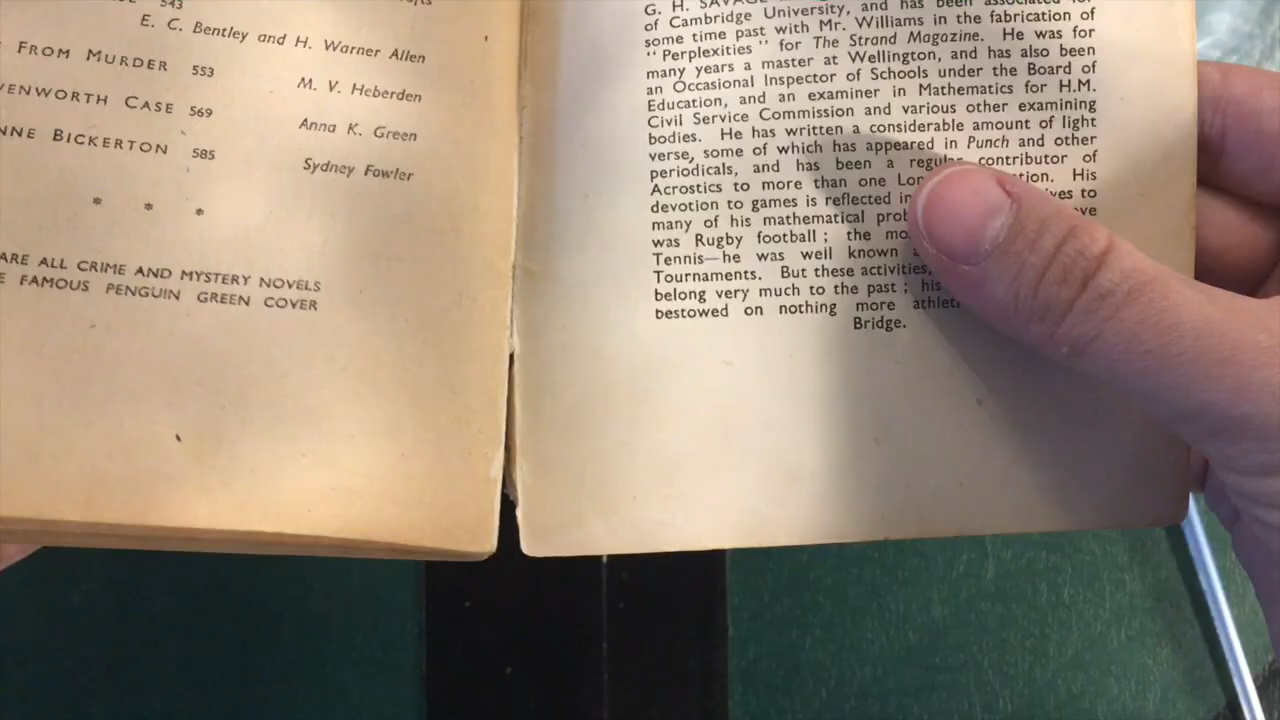 543
E. C. Bentley and H. Warner Allen
FROM MURDER 553
M. V. Heberden
VENWORTH CASE 569
Anna K. Green
NNE BICKERTON 585
Sydney Fowler
* * *
ARE ALL CRIME AND MYSTERY NOVELS
FAMOUS PENGUIN GREEN COVER
G. H. SAVAGE
of Cambridge University, and has been associated for
some time past with Mr. Williams in the fabrication of
" Perplexities " for The Strand Magazine. He was for
many years a master at Wellington, and has also been
an Occasional Inspector of Schools under the Board of
Education, and an examiner in Mathematics for H.M.
Civil Service Commission and various other examining
bodies. He has written a considerable amount of light
verse, some of which has appeared in Punch and other
periodicals, and has been a regular contributor of
Acrostics to more than one Lon tion. His
devotion to games is reflected in ves to
many of his mathematical prob ve
was Rugby football ; the mo
Tennis—he was well known
Tournaments. But these activities,
belong very much to the past ; his
bestowed on nothing more athleti
Bridge.